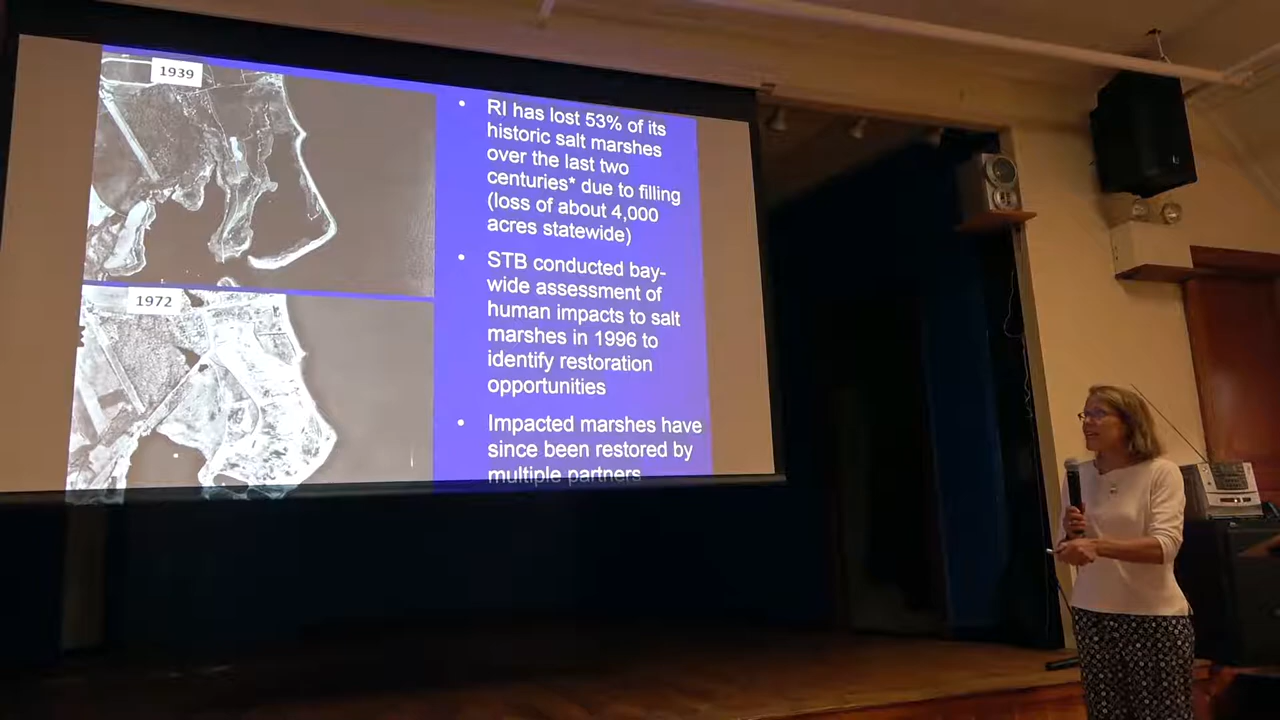 1939
1972
• RI has lost 53% of its
historic salt marshes
over the last two
centuries* due to filling
(loss of about 4,000
acres statewide)
• STB conducted bay-
wide assessment of
human impacts to salt
marshes in 1996 to
identify restoration
opportunities
• Impacted marshes have
since been restored by
multiple partners